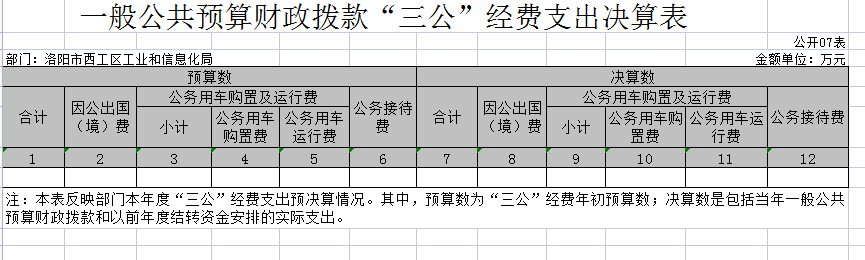 一般公共预算财政拨款“三公”经费支出决算表
公开07表
部门：洛阳市西工区工业和信息化局
金额单位：万元
预算数
决算数
合计
因公出国
（境）费
公务用车购置及运行费
公务接待
费
合计
因公出国
（境）费
公务用车购置及运行费
公务接待费
小计
公务用车
购置费
公务用车
运行费
小计
公务用车购
置费
公务用车运
行费
1
2
3
4
5
6
7
8
9
10
11
12
注：本表反映部门本年度“三公”经费支出预决算情况。其中，预算数为“三公”经费年初预算数；决算数是包括当年一般公共
预算财政拨款和以前年度结转资金安排的实际支出。